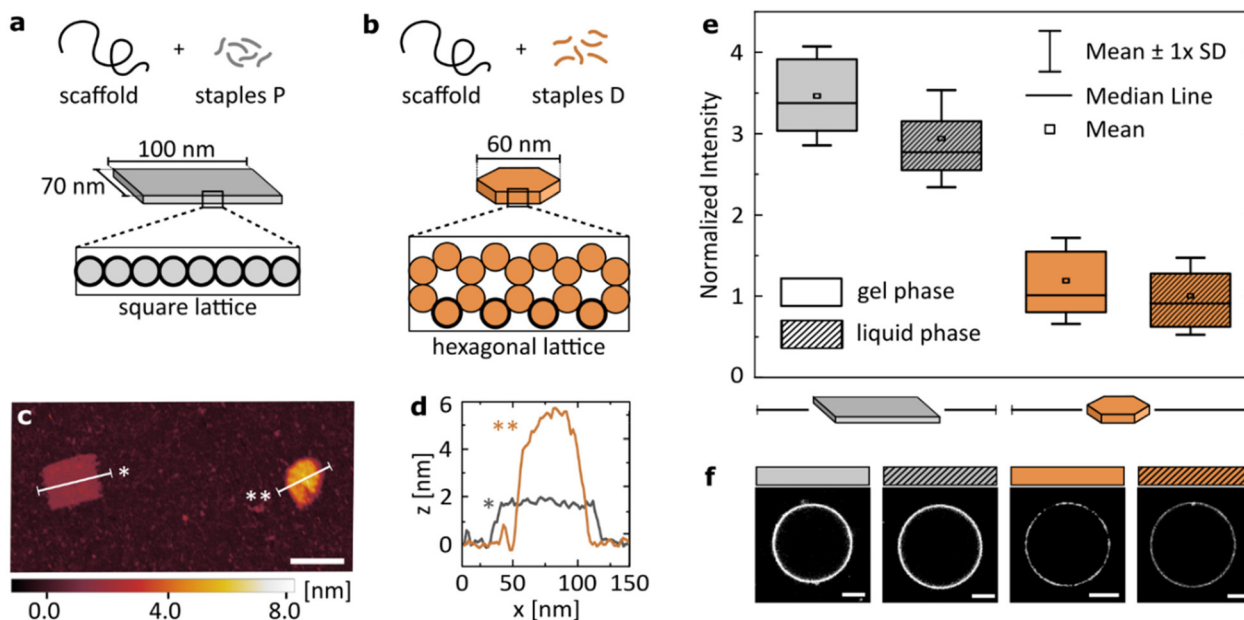 a
+
scaffold
staples P
100 nm
70 nm
square lattice
b
+
scaffold
staples D
60 nm
hexagonal lattice
c
*
**
[nm]
0.0
4.0
8.0
d
6
4
2
0
z [nm]
**
*
0
50
100
150
x [nm]
e
4
3
2
1
0
Normalized Intensity
Mean ± 1x SD
Median Line
Mean
gel phase
liquid phase
f